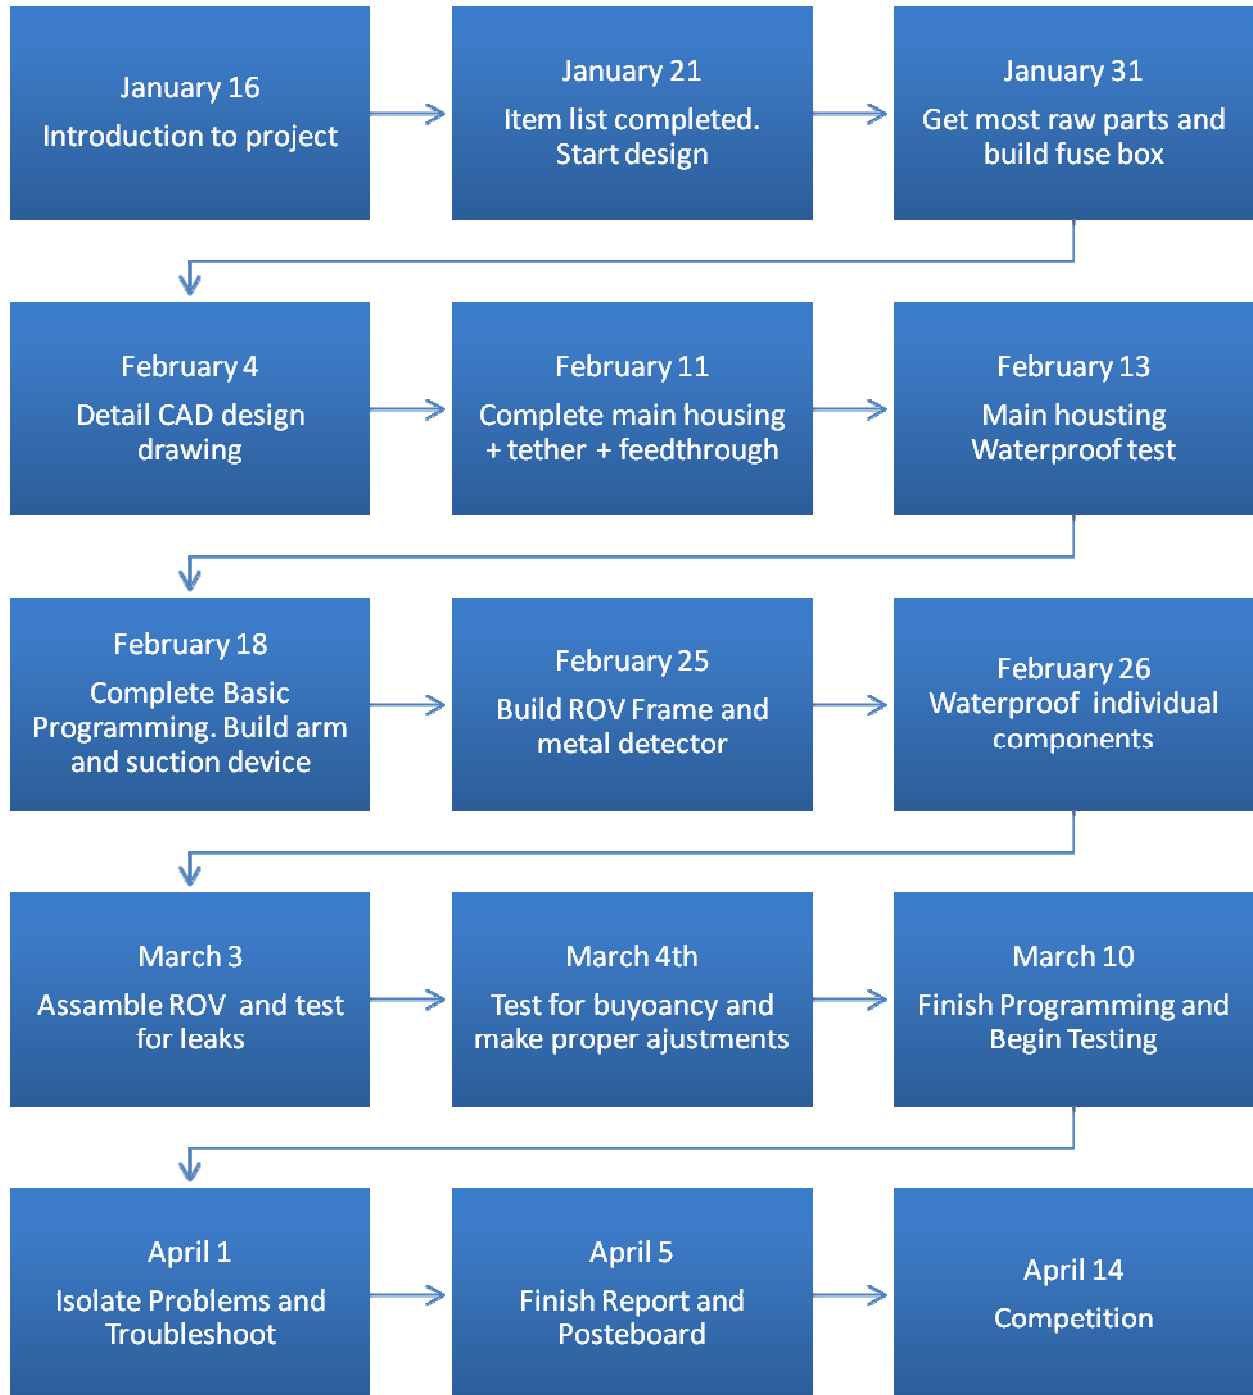 January 16
Introduction to project
January 21
Item list completed.
Start design
January 31
Get most raw parts and
build fuse box
February 4
Detail CAD design
drawing
February 11
Complete main housing
+ tether + feedthrough
February 13
Main housting
Waterproof test
February 18
Complete Basic
Programming. Build arm
and suction device
February 25
Build ROV Frame and
metal detector
February 26
Waterproof individual
components
March 3
Assamble ROV and test
for leaks
March 4th
Test for buyoancy and
make proper ajustments
March 10
Finish Programming and
Begin Testing
April 1
Isolate Problems and
Troubleshoot
April 5
Finish Report and
Posteboard
April 14
Competition